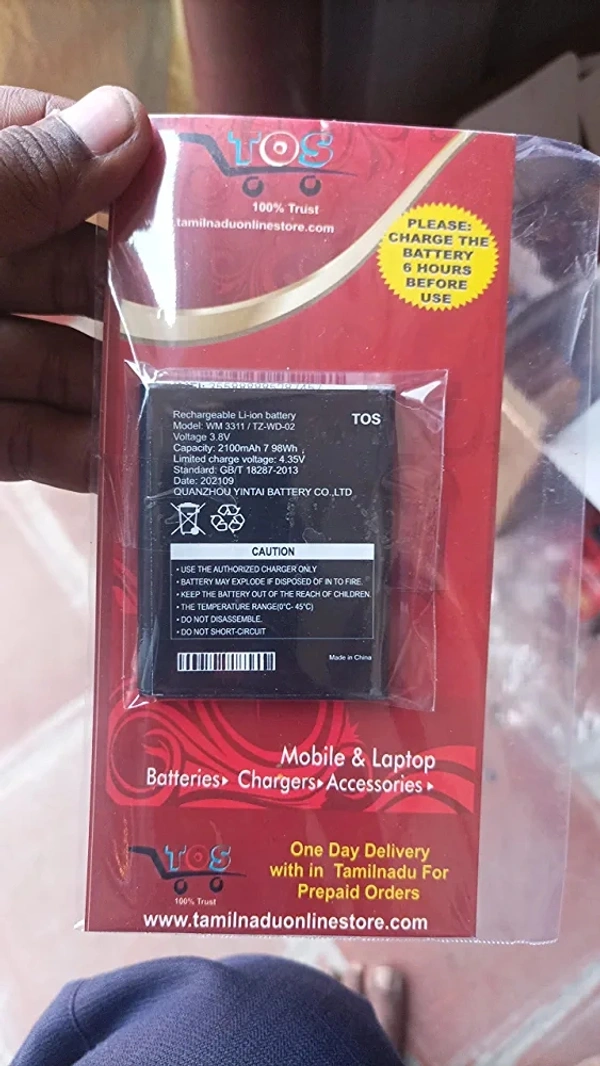 TOS
100% Trust
tamilnaduonlinestore.com
PLEASE:
CHARGE THE
BATTERY
6 HOURS
BEFORE
USE
Rechargeable Li-ion battery
TOS
Model: WM 3311 / TZ-WD-02
Voltage 3.8V
Capacity: 2100mAh 7 98Wh
Limited charge voltage: 4.35V
Standard: GB/T 18287-2013
Date: 202109
QUANZHOU YINTAI BATTERY CO.,LTD
CAUTION
• USE THE AUTHORIZED CHARGER ONLY
• BATTERY MAY EXPLODE IF DISPOSED OF IN TO FIRE.
• KEEP THE BATTERY OUT OF THE REACH OF CHILDREN.
• THE TEMPERATURE RANGE(0°C- 45°C)
• DO NOT DISASSEMBLE.
• DO NOT SHORT-CIRCUIT
Made in China
Mobile & Laptop
Batteries▸ Chargers▸ Accessories▸
TOS
100% Trust
One Day Delivery
with in Tamilnadu For
Prepaid Orders
www.tamilnaduonlinestore.com